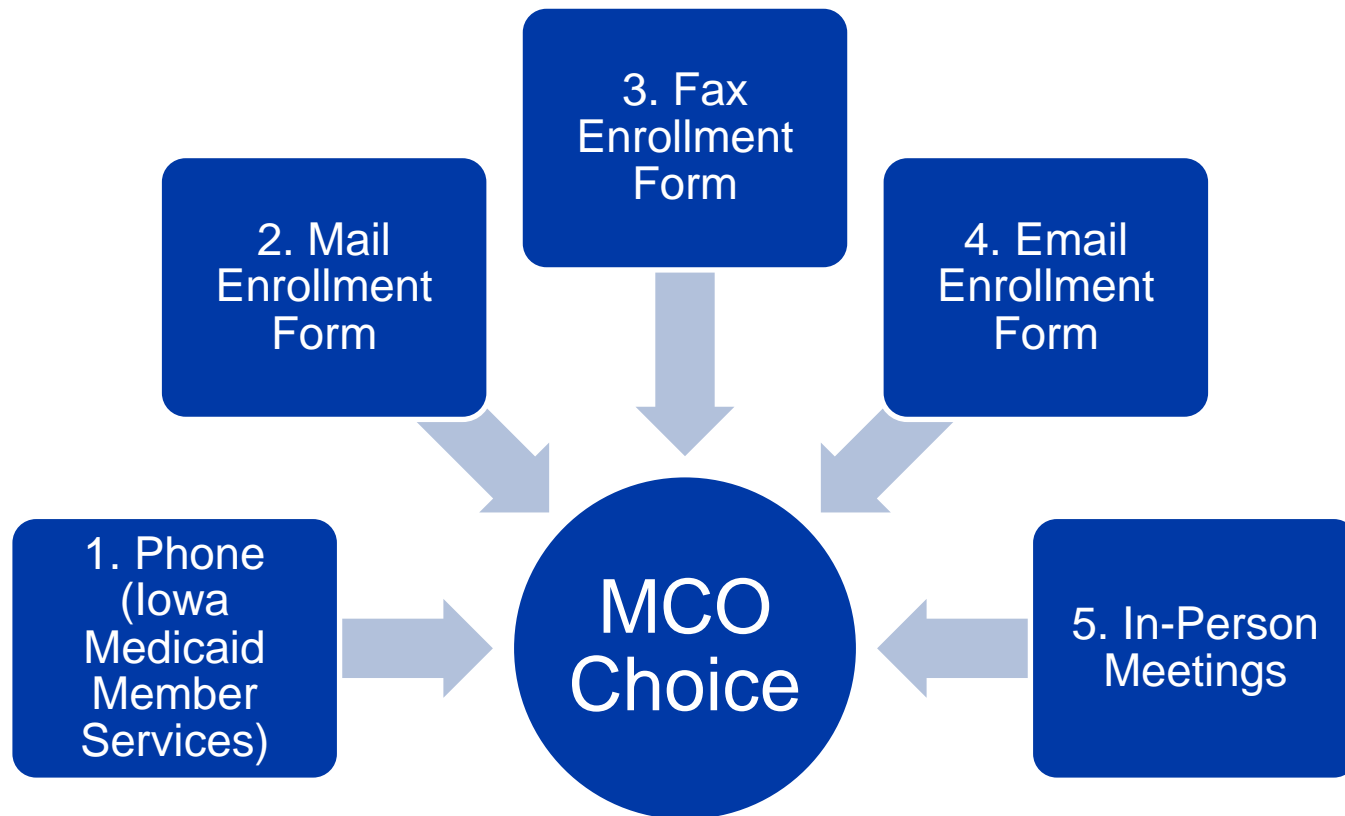 1. Phone
(Iowa
Medicaid
Member
Services)
2. Mail
Enrollment
Form
3. Fax
Enrollment
Form
4. Email
Enrollment
Form
5. In-Person
Meetings
MCO
Choice